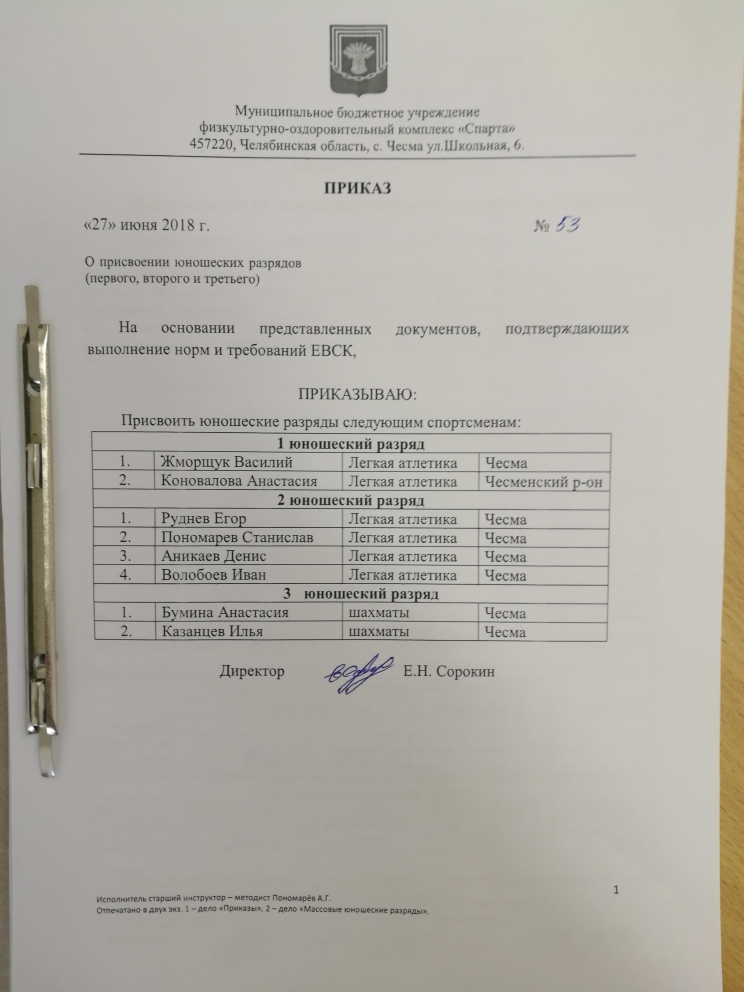 Муниципальное бюджетное учреждение
физкультурно-оздоровительный комплекс «Спарта»
457220, Челябинская область, с. Чесма ул.Школьная, 6.
ПРИКАЗ
«27» июня 2018 г. № 53
О присвоении юношеских разрядов
(первого, второго и третьего)
На основании представленных документов, подтверждающих
выполнение норм и требований ЕВСК,
ПРИКАЗЫВАЮ:
Присвоить юношеские разряды следующим спортсменам:
1 юношеский разряд
1. Жморщук Василий Легкая атлетика Чесма
2. Коновалова Анастасия Легкая атлетика Чесменский р-он
2 юношеский разряд
1. Руднев Егор Легкая атлетика Чесма
2. Пономарев Станислав Легкая атлетика Чесма
3. Аникаев Денис Легкая атлетика Чесма
4. Волобоев Иван Легкая атлетика Чесма
3 юношеский разряд
1. Бумина Анастасия шахматы Чесма
2. Казанцев Илья шахматы Чесма
Директор Е.Н. Сорокин
1
Исполнитель старший инструктор – методист Пономарёв А.Г.
Отпечатано в двух экз. 1 – дело «Приказы», 2 – дело «Массовые юношеские разряды».